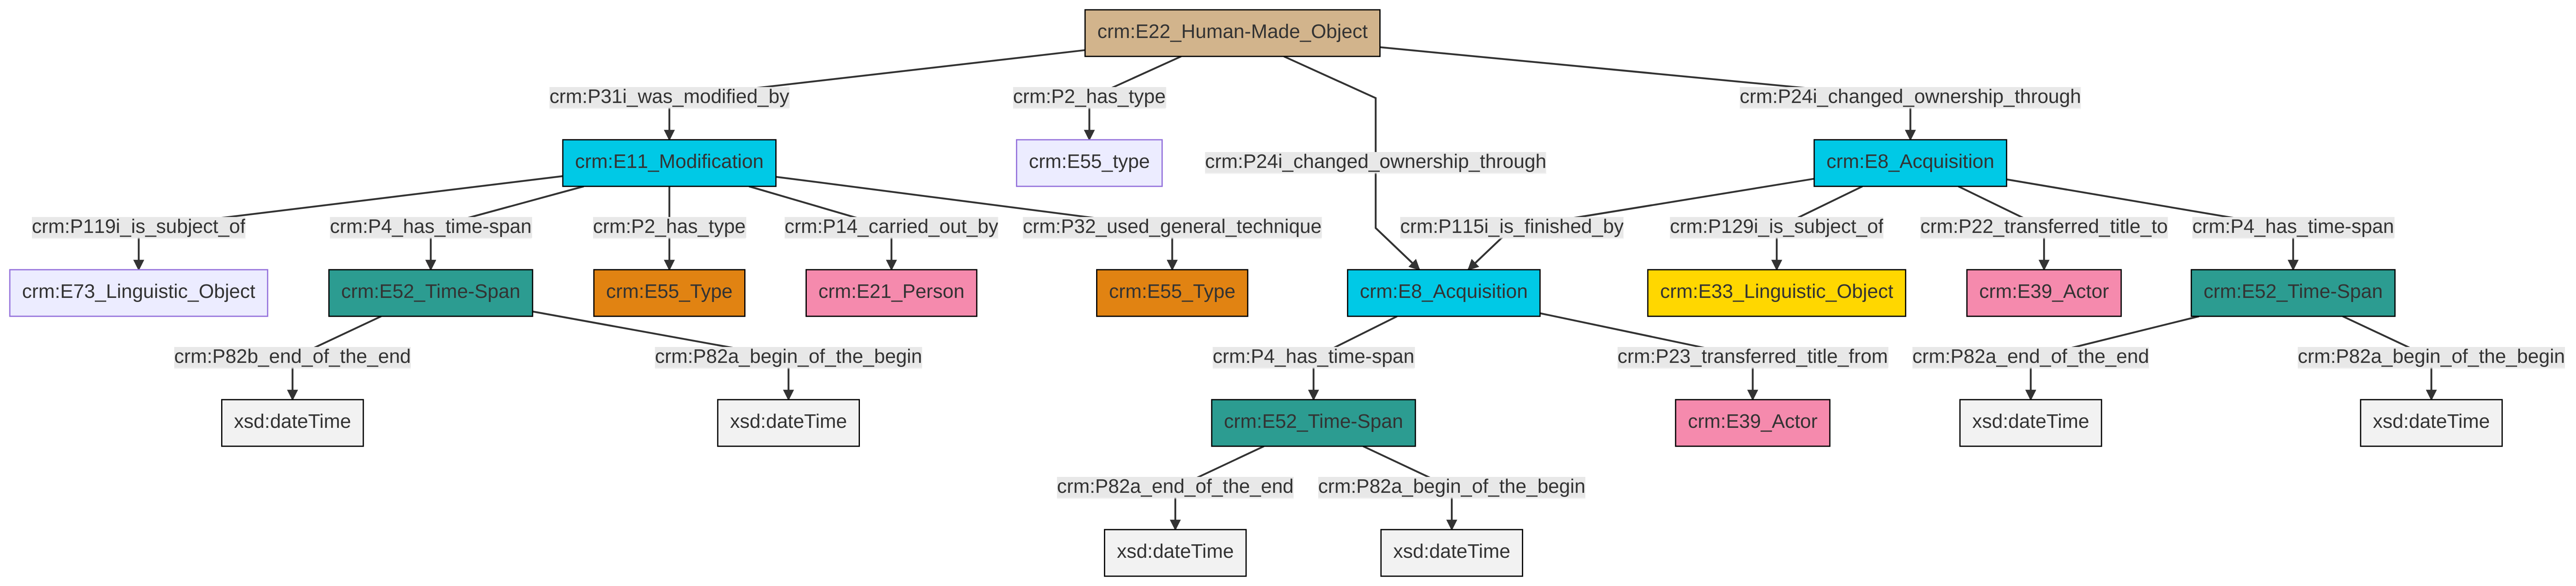 crm:E22_Human-Made_Object
crm:P31i_was_modified_by
crm:P2_has_type
crm:P24i_changed_ownership_through
crm:E11_Modification
crm:E55_type
crm:P24i_changed_ownership_through
crm:E8_Acquisition
crm:P119i_is_subject_of
crm:P4_has_time-span
crm:P2_has_type
crm:P14_carried_out_by
crm:P32_used_general_technique
crm:P115i_is_finished_by
crm:P129i_is_subject_of
crm:P22_transferred_title_to
crm:P4_has_time-span
crm:E73_Linguistic_Object
crm:E52_Time-Span
crm:E55_Type
crm:E21_Person
crm:E55_Type
crm:E8_Acquisition
crm:E33_Linguistic_Object
crm:E39_Actor
crm:E52_Time-Span
crm:P82b_end_of_the_end
crm:P82a_begin_of_the_begin
crm:P4_has_time-span
crm:P23_transferred_title_from
crm:P82a_end_of_the_end
crm:P82a_begin_of_the_begin
xsd:dateTime
xsd:dateTime
crm:E52_Time-Span
crm:E39_Actor
xsd:dateTime
xsd:dateTime
crm:P82a_end_of_the_end
crm:P82a_begin_of_the_begin
xsd:dateTime
xsd:dateTime